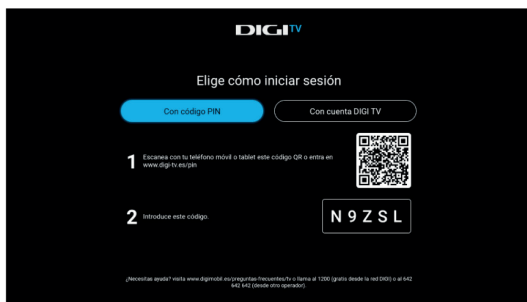 DIGI TV
Elige cómo iniciar sesión
Con código PIN
Con cuenta DIGI TV
1 Escanea con tu teléfono móvil o tablet este código QR o entra en
www.digi-tv.es/pin
2 Introduce este código.
N9ZSL
¿Necesitas ayuda? visita www.digimobil.es/preguntas-frecuentes/tv o llama al 1200 (gratis desde la red DIGI) o al 642
642 642 (desde otro operador).